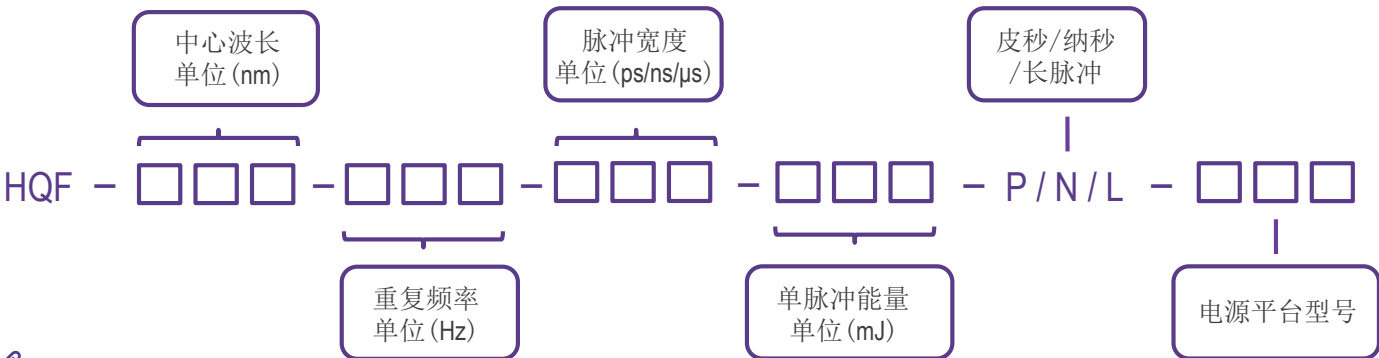 中心波长
单位(nm)
脉冲宽度
单位(ps/ns/μs)
皮秒/纳秒
/长脉冲
HQF – □□□ – □□□ – □□□ – □□□ – P / N / L – □□□
重复频率
单位(Hz)
单脉冲能量
单位(mJ)
电源平台型号